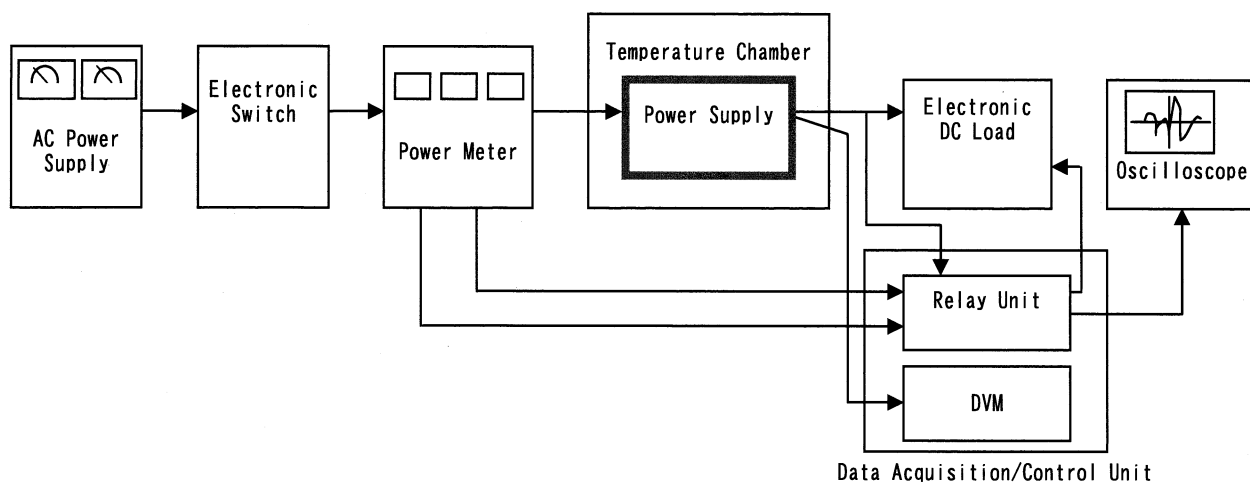 AC Power
Supply
Electronic
Switch
Power Meter
Temperature Chamber
Power Supply
Electronic
DC Load
Oscilloscope
Relay Unit
DVM
Data Acquisition/Control Unit